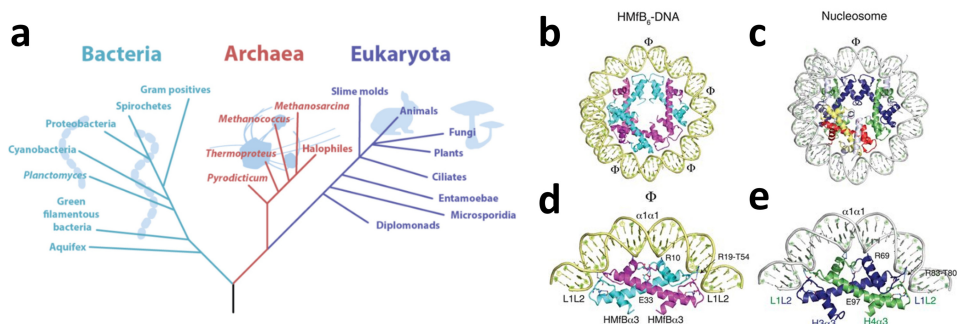 a
Bacteria
Archaea
Eukaryota
Gram positives
Spirochetes
Proteobacteria
Cyanobacteria
Planctomyces
Green
filamentous
bacteria
Aquifex
Methanosarcina
Methanococcus
Thermoproteus
Halophiles
Pyrodicticum
Slime molds
Animals
Fungi
Plants
Ciliates
Entamoebae
Microsporidia
Diplomonads
b
HMfB₆-DNA
Φ
Φ
Φ
Φ
c
Nucleosome
Φ
d
Φ
α1α1
R10
R19-T54
L1L2
E33
L1L2
HMfBα3
HMfBα3
e
α1α1
R69
R83-T80
L1L2
E97
L1L2
H3α3
H4α3